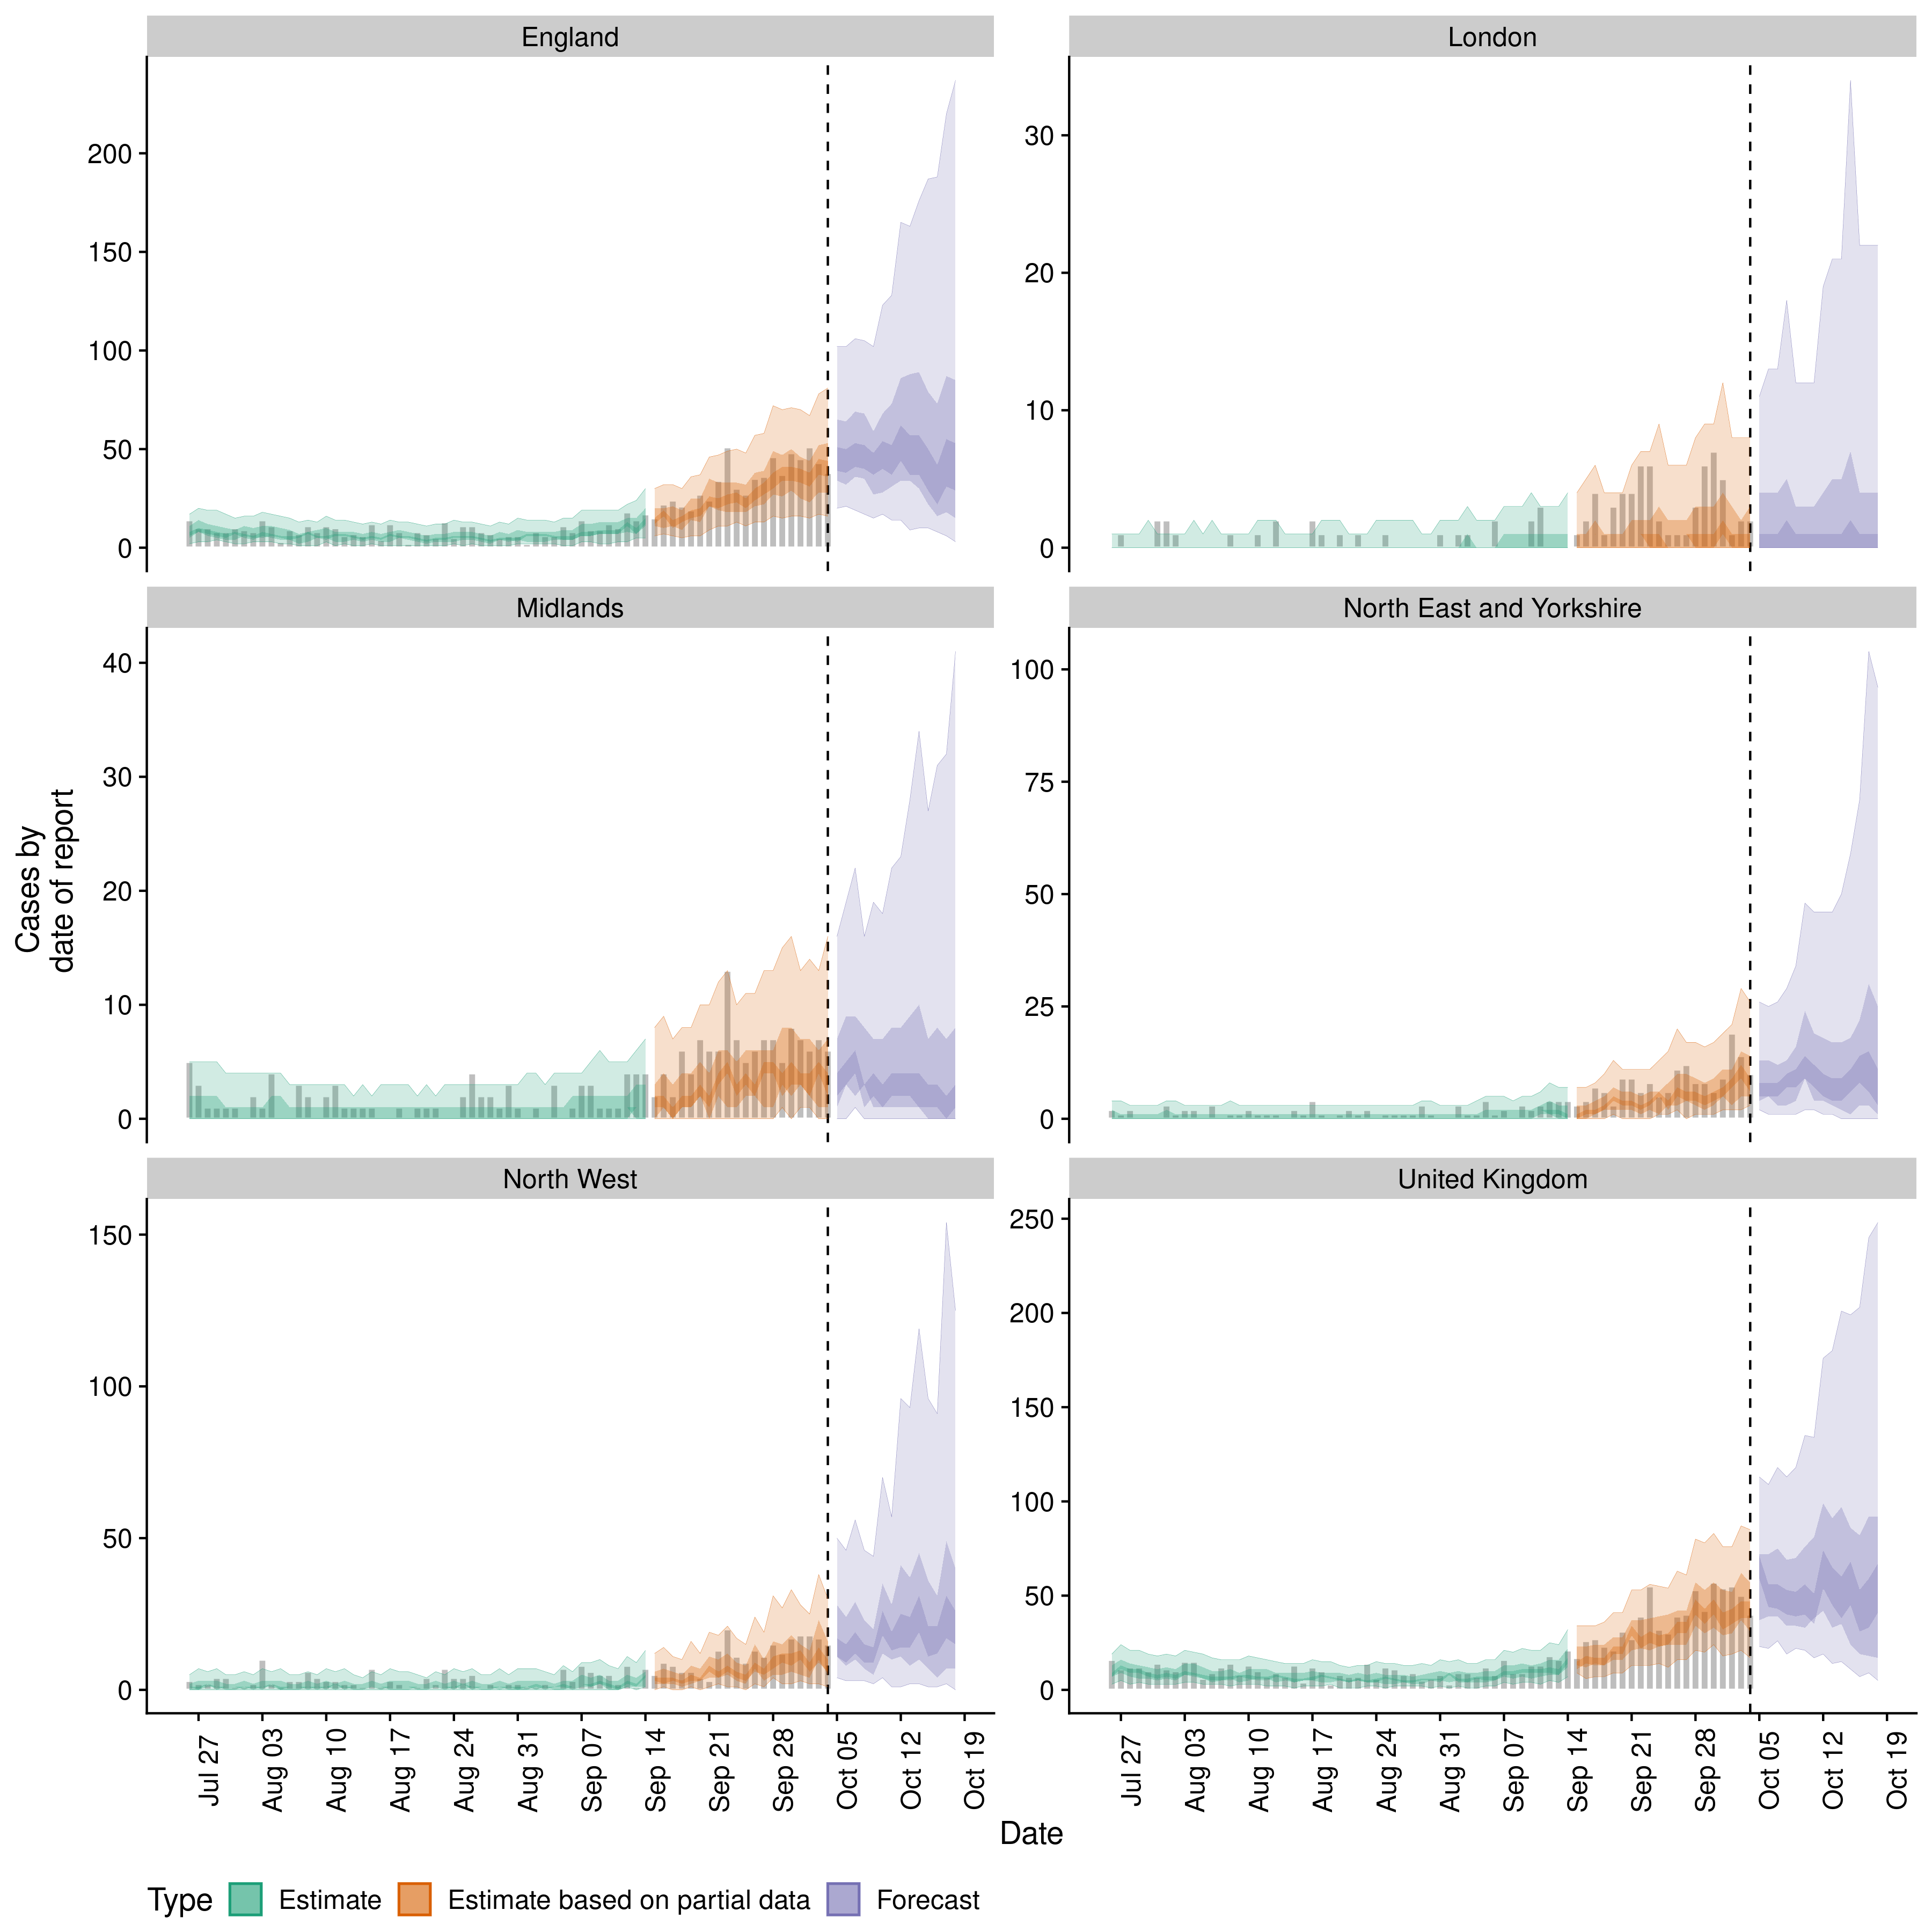 England
London
200
150
100
50
0
30
20
10
0
Midlands
North East and Yorkshire
40
30
20
10
0
100
75
50
25
0
North West
United Kingdom
150
100
50
0
250
200
150
100
50
0
Cases by
date of report
Jul 27
Aug 03
Aug 10
Aug 17
Aug 24
Aug 31
Sep 07
Sep 14
Sep 21
Sep 28
Oct 05
Oct 12
Oct 19
Jul 27
Aug 03
Aug 10
Aug 17
Aug 24
Aug 31
Sep 07
Sep 14
Sep 21
Sep 28
Oct 05
Oct 12
Oct 19
Date
Type Estimate Estimate based on partial data Forecast